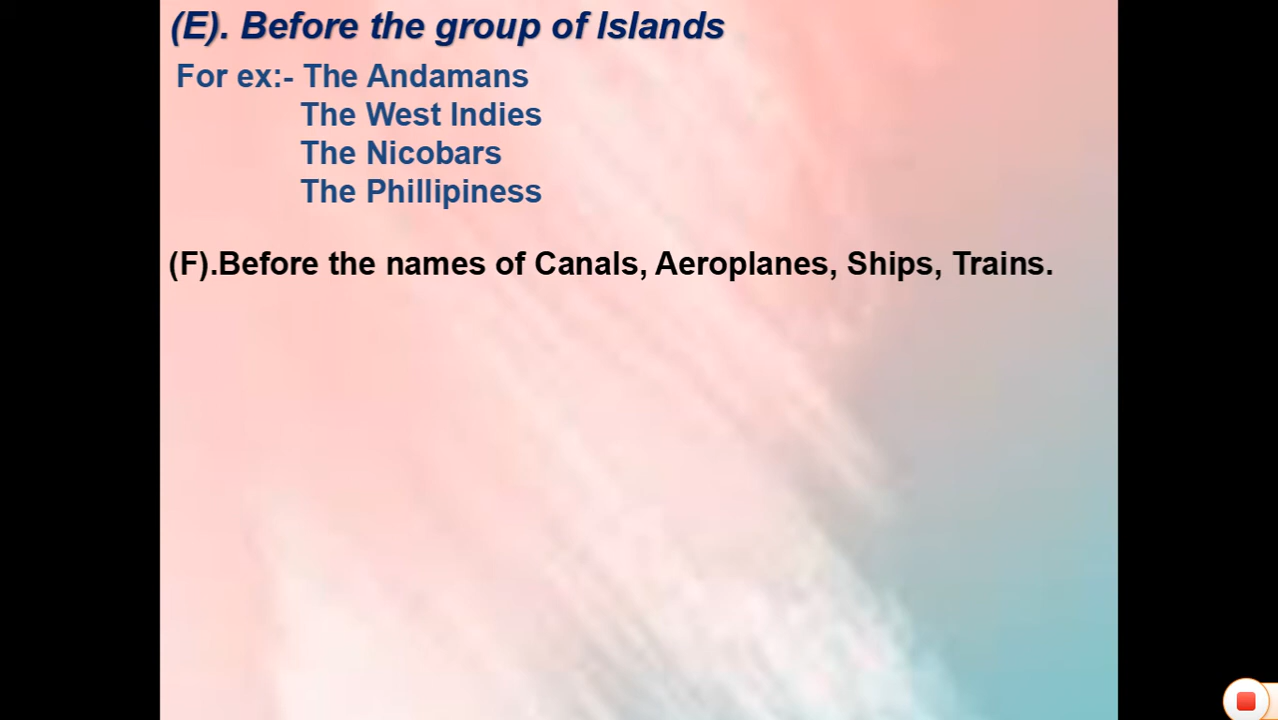 (E). Before the group of Islands
For ex:- The Andamans
The West Indies
The Nicobars
The Phillipiness
(F).Before the names of Canals, Aeroplanes, Ships, Trains.